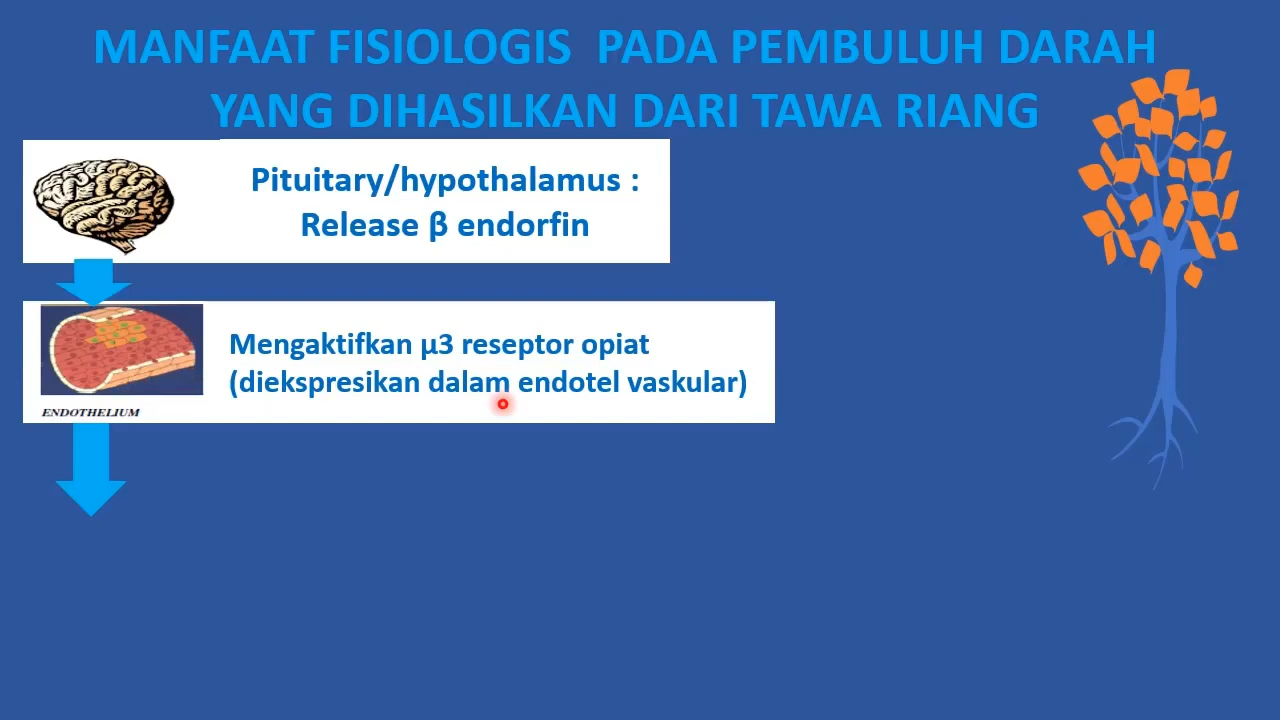 MANFAAT FISIOLOGIS  PADA PEMBULUH DARAH
YANG DIHASILKAN DARI TAWA RIANG
Pituitary/hypothalamus :
Release β endorfin
Mengaktifkan µ3 reseptor opiat
(diekspresikan dalam endotel vaskular)
ENDOTHELIUM